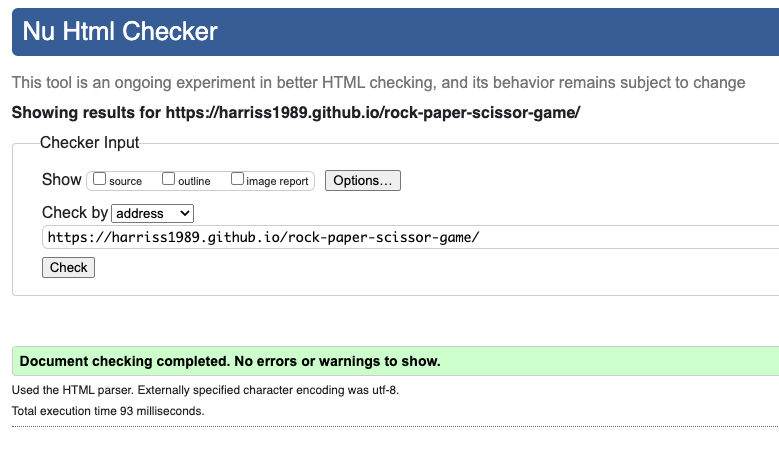 Nu Html Checker
This tool is an ongoing experiment in better HTML checking, and its behavior remains subject to change
Showing results for https://harriss1989.github.io/rock-paper-scissor-game/
Checker Input
Show source outline image report Options...
Check by address
https://harriss1989.github.io/rock-paper-scissor-game/
Check
Document checking completed. No errors or warnings to show.
Used the HTML parser. Externally specified character encoding was utf-8.
Total execution time 93 milliseconds.